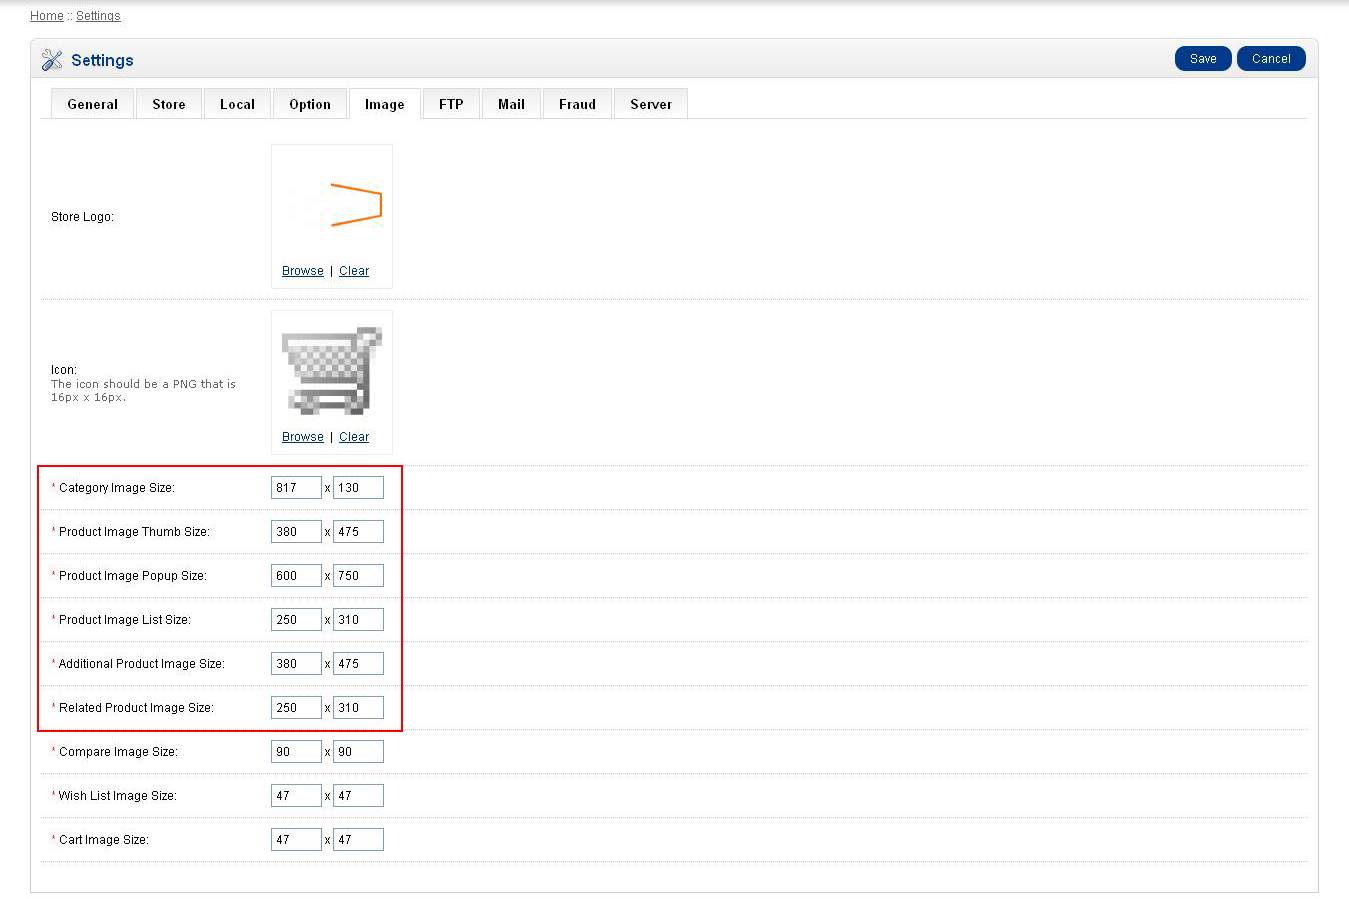 Home :: Settings
Settings
Save
Cancel
General
Store
Local
Option
Image
FTP
Mail
Fraud
Server
Store Logo:
Browse | Clear
Icon:
The icon should be a PNG that is
16px x 16px.
Browse | Clear
* Category Image Size: 817 x 130
* Product Image Thumb Size: 380 x 475
* Product Image Popup Size: 600 x 750
* Product Image List Size: 250 x 310
* Additional Product Image Size: 380 x 475
* Related Product Image Size: 250 x 310
* Compare Image Size: 90 x 90
* Wish List Image Size: 47 x 47
* Cart Image Size: 47 x 47